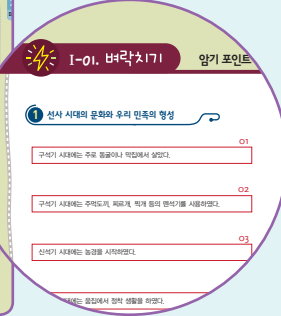 I-01. 벼락치기
암기 포인트
1 선사 시대의 문화와 우리 민족의 형성
01
구석기 시대에는 주로 동굴이나 막집에서 살았다.
02
구석기 시대에는 주먹도끼, 찌르개, 찍개 등의 뗀석기를 사용하였다.
03
신석기 시대에는 농경을 시작하였다.
에는 움집에서 정착 생활을 하였다.